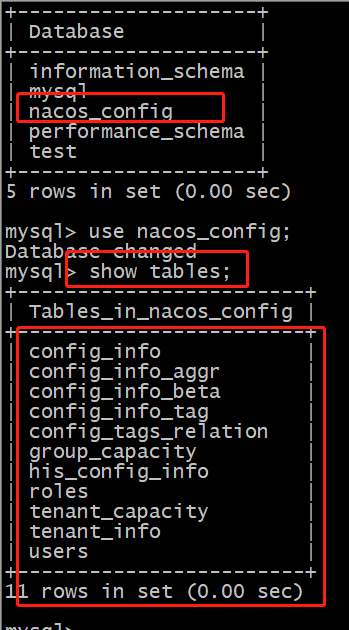 +--------------------+
| Database           |
+--------------------+
| information_schema |
| mysql              |
| nacos_config       |
| performance_schema |
| test               |
+--------------------+
5 rows in set (0.00 sec)
mysql> use nacos_config;
Database changed
mysql> show tables;
+------------------------+
| Tables_in_nacos_config |
+------------------------+
| config_info            |
| config_info_aggr       |
| config_info_beta       |
| config_info_tag        |
| config_tags_relation   |
| group_capacity         |
| his_config_info        |
| roles                  |
| tenant_capacity        |
| tenant_info            |
| users                  |
+------------------------+
11 rows in set (0.00 sec)
mysql>